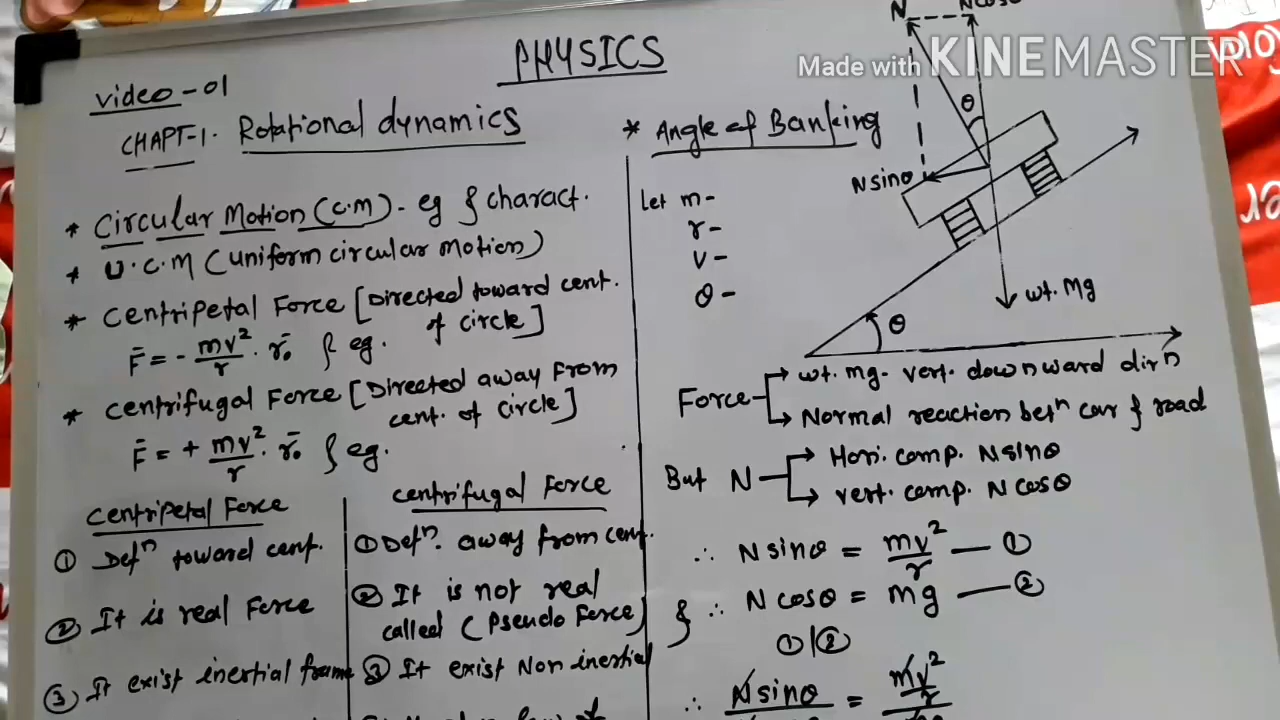 PHYSICS
Made with KINEMASTER
video-01
CHAPT-1. Rotational dynamics
* Circular Motion (C.M) - eg & charact.
* U.C.M (uniform circular motion)
* Centripetal Force [Directed toward cent. of circle]
F̄ = - mv²/r · r̄₀ & eg.
* Centrifugal Force [Directed away from cent. of circle]
F̄ = + mv²/r · r̄₀ & eg.
Centripetal Force
① Defⁿ toward cent.
② It is real Force
③ It exist inertial frame
Centrifugal Force
① Defⁿ. away from cent.
② It is not real
called (Pseudo Force)
③ It exist Non inertial
* Angle of Banking
N
N cosθ
θ
N sinθ
wt. Mg
θ
Let m-
r-
v-
θ-
Force
wt. mg- vert. downward dirⁿ
Normal reaction betⁿ car & road
But N
Hori. comp. N sinθ
vert. comp. N cosθ
∴ N sinθ = mv²/r — ①
& ∴ N cosθ = mg — ②
①/②
∴ N sinθ = mv²/r